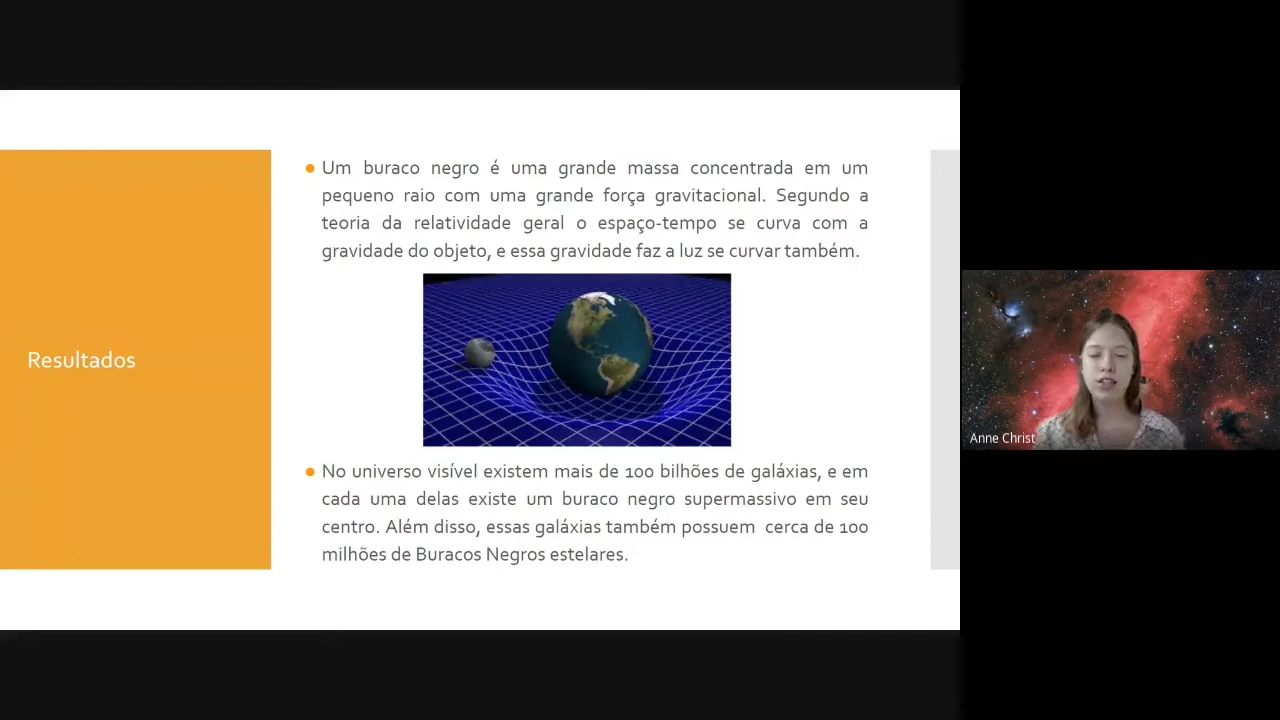 Resultados
Um buraco negro é uma grande massa concentrada em um
pequeno raio com uma grande força gravitacional. Segundo a
teoria da relatividade geral o espaço-tempo se curva com a
gravidade do objeto, e essa gravidade faz a luz se curvar também.
No universo visível existem mais de 100 bilhões de galáxias, e em
cada uma delas existe um buraco negro supermassivo em seu
centro. Além disso, essas galáxias também possuem cerca de 100
milhões de Buracos Negros estelares.
Anne Christ